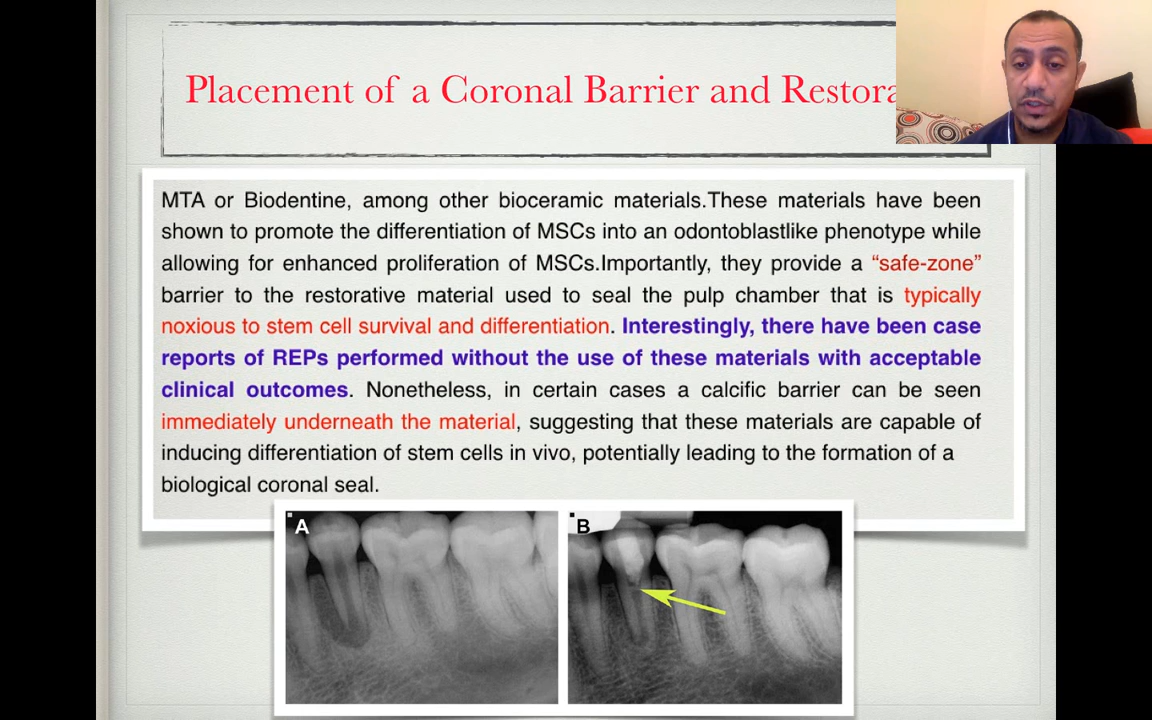 Placement of a Coronal Barrier and
MTA or Biodentine, among other bioceramic materials.These materials have been
shown to promote the differentiation of MSCs into an odontoblastlike phenotype while
allowing for enhanced proliferation of MSCs.Importantly, they provide a “safe-zone”
barrier to the restorative material used to seal the pulp chamber that is typically
noxious to stem cell survival and differentiation. Interestingly, there have been case
reports of REPs performed without the use of these materials with acceptable
clinical outcomes. Nonetheless, in certain cases a calcific barrier can be seen
immediately underneath the material, suggesting that these materials are capable of
inducing differentiation of stem cells in vivo, potentially leading to the formation of a
biological coronal seal.
A
B